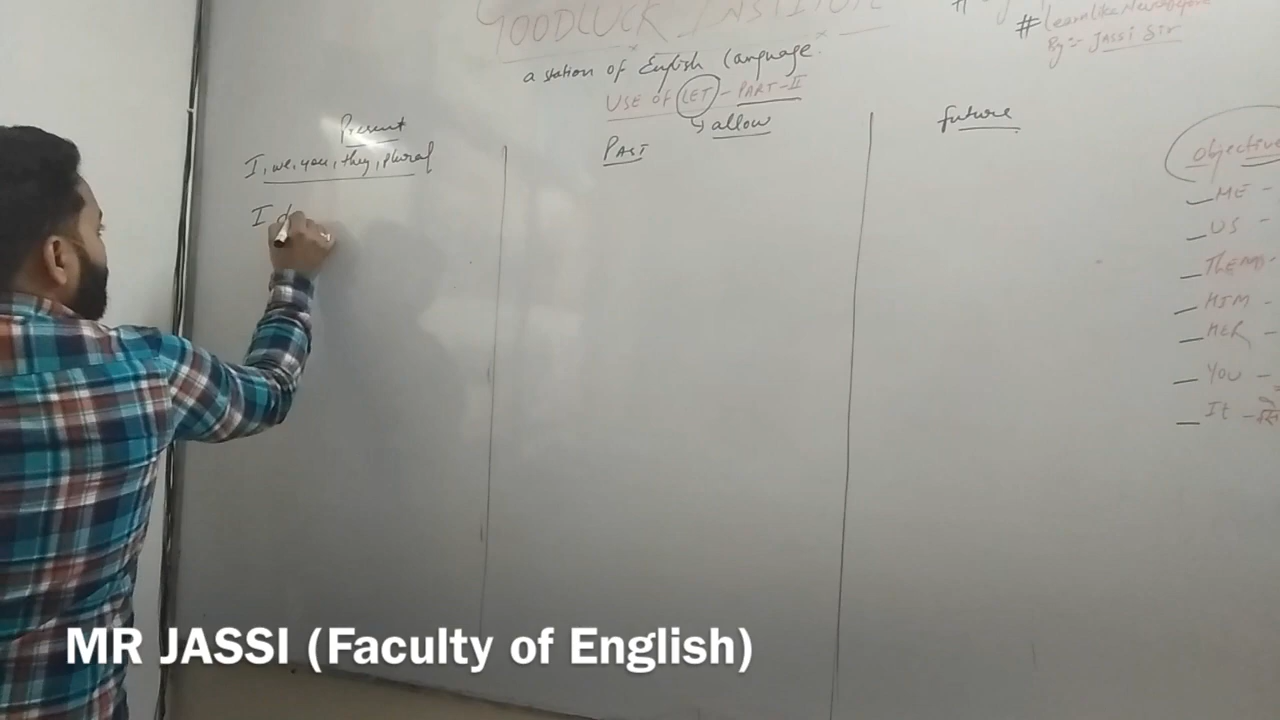 GOODLUCK INSTITUTE
a station of English Language.
USE OF LET - PART-II
↳ allow
#
# learnlikeNeverBefore
By:- JASSI Sir
Present
I, we, you, they, plural
I d
PAST
future
Objective
ME -
US -
THEM -
HIM -
HER -
YOU -
It -
MR JASSI (Faculty of English)